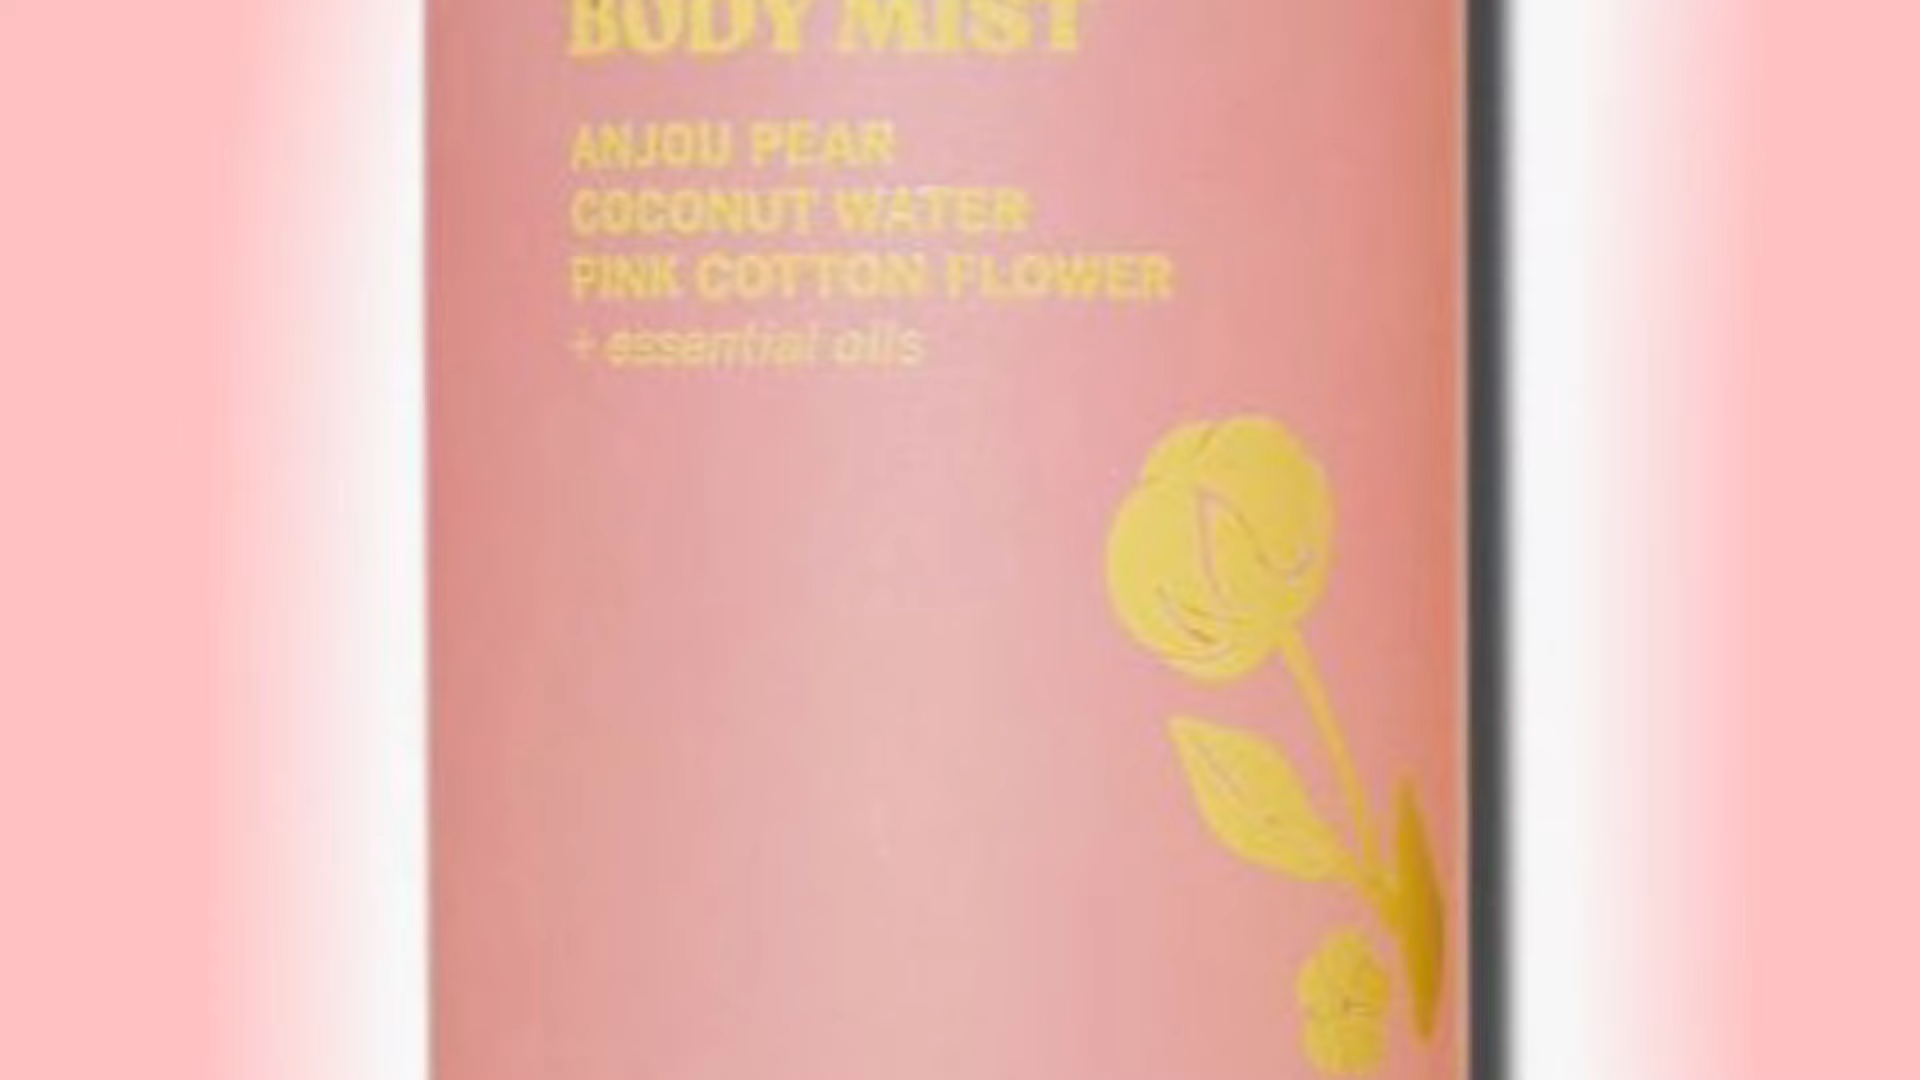 BODY MIST
ANJOU PEAR
COCONUT WATER
PINK COTTON FLOWER
+ essential oils